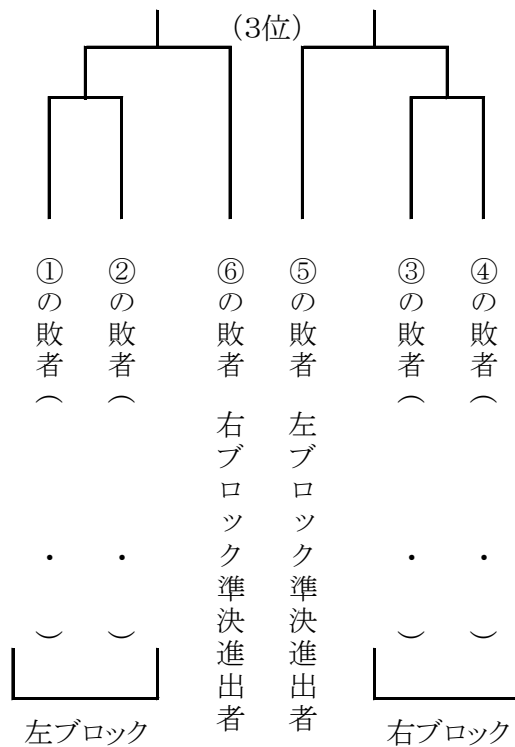 (3位)
①の敗者（　・　）
②の敗者（　・　）
⑥の敗者　右ブロック準決進出者
⑤の敗者　左ブロック準決進出者
③の敗者（　・　）
④の敗者（　・　）
左ブロック
右ブロック